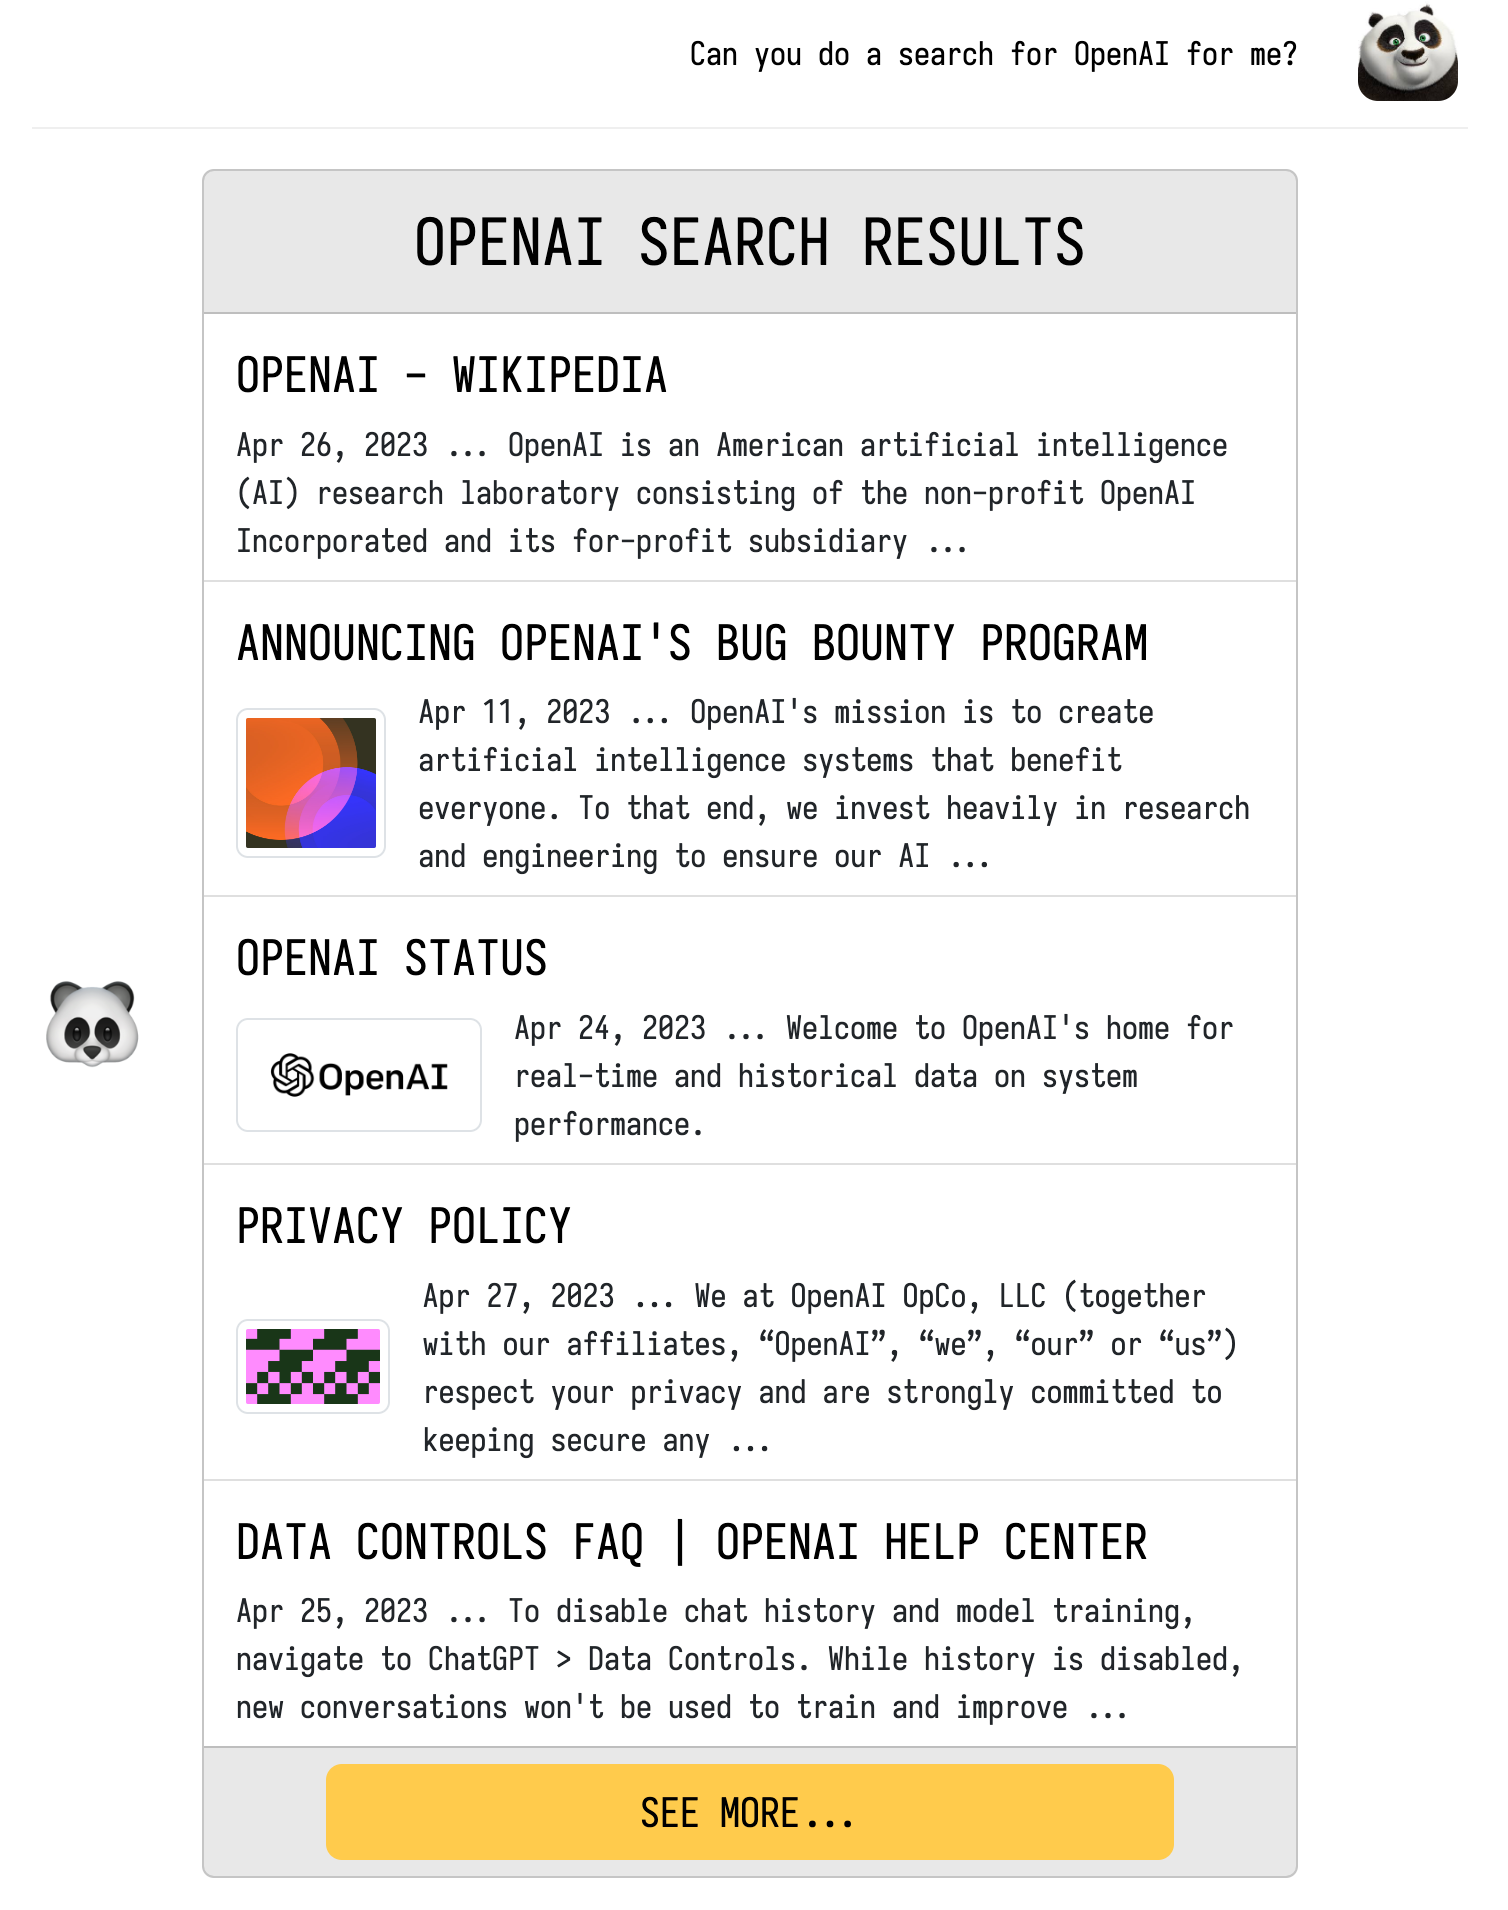 Can you do a search for OpenAI for me?
OPENAI SEARCH RESULTS
OPENAI - WIKIPEDIA
Apr 26, 2023 ... OpenAI is an American artificial intelligence
(AI) research laboratory consisting of the non-profit OpenAI
Incorporated and its for-profit subsidiary ...
ANNOUNCING OPENAI'S BUG BOUNTY PROGRAM
Apr 11, 2023 ... OpenAI's mission is to create
artificial intelligence systems that benefit
everyone. To that end, we invest heavily in research
and engineering to ensure our AI ...
OPENAI STATUS
OpenAI
Apr 24, 2023 ... Welcome to OpenAI's home for
real-time and historical data on system
performance.
PRIVACY POLICY
Apr 27, 2023 ... We at OpenAI OpCo, LLC (together
with our affiliates, “OpenAI”, “we”, “our” or “us”)
respect your privacy and are strongly committed to
keeping secure any ...
DATA CONTROLS FAQ | OPENAI HELP CENTER
Apr 25, 2023 ... To disable chat history and model training,
navigate to ChatGPT > Data Controls. While history is disabled,
new conversations won't be used to train and improve ...
SEE MORE...